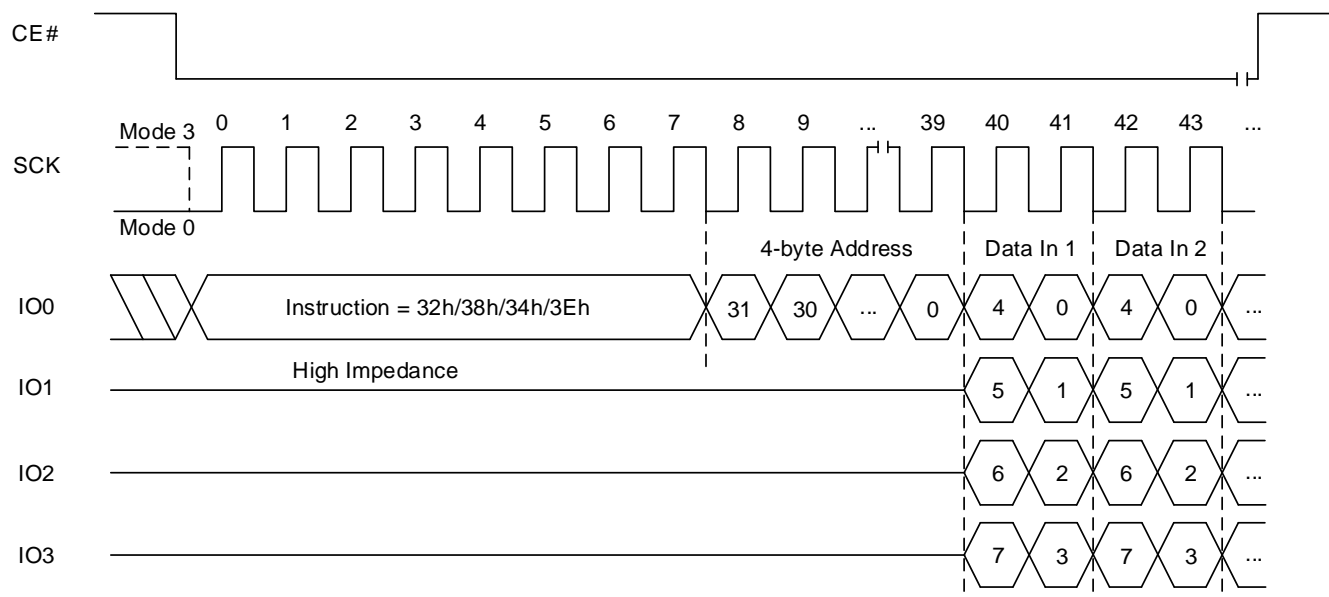 CE#
0 1 2 3 4 5 6 7 8 9 ... 39 40 41 42 43 ...
Mode 3
SCK
Mode 0
4-byte Address Data In 1 Data In 2
IO0 Instruction = 32h/38h/34h/3Eh 31 30 ... 0 4 0 4 0 ...
High Impedance
IO1 5 1 5 1 ...
IO2 6 2 6 2 ...
IO3 7 3 7 3 ...